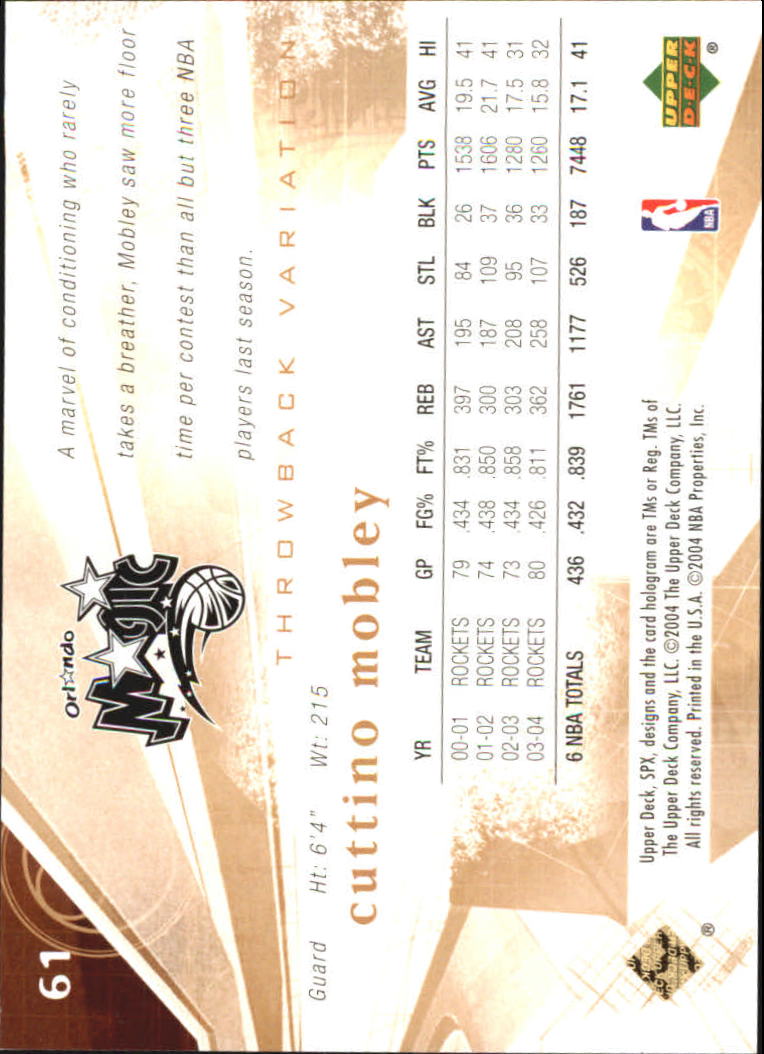 61
Orlando
Magic
A marvel of conditioning who rarely
takes a breather, Mobley saw more floor
time per contest than all but three NBA
players last season.
THROWBACK VARIATION
Guard Ht: 6'4" Wt: 215
cuttino mobley
YR TEAM GP FG% FT% REB AST STL BLK PTS AVG HI
00-01 ROCKETS 79 .434 .831 397 195 84 26 1538 19.5 41
01-02 ROCKETS 74 .438 .850 300 187 109 37 1606 21.7 41
02-03 ROCKETS 73 .434 .858 303 208 95 36 1280 17.5 31
03-04 ROCKETS 80 .426 .811 362 258 107 33 1260 15.8 32
6 NBA TOTALS 436 .432 .839 1761 1177 526 187 7448 17.1 41
Upper Deck, SPX, designs and the card hologram are TMs or Reg. TMs of
The Upper Deck Company, LLC. ©2004 The Upper Deck Company, LLC.
All rights reserved. Printed in the U.S.A. ©2004 NBA Properties, Inc.
®
NBA
UPPER
D·E·C·K
®